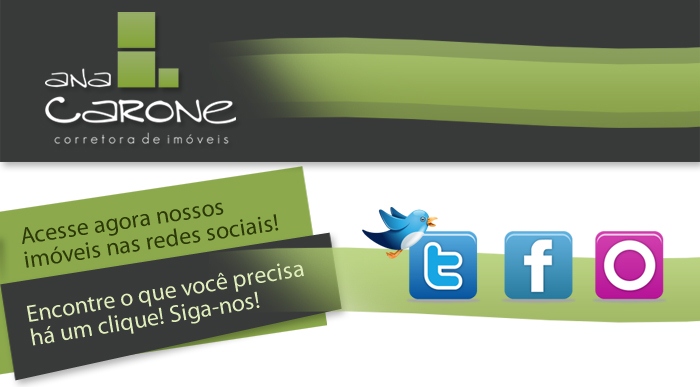 ana
carone
corretora de imóveis
Acesse agora nossos
imóveis nas redes sociais!
Encontre o que você precisa
há um clique! Siga-nos!
t
f